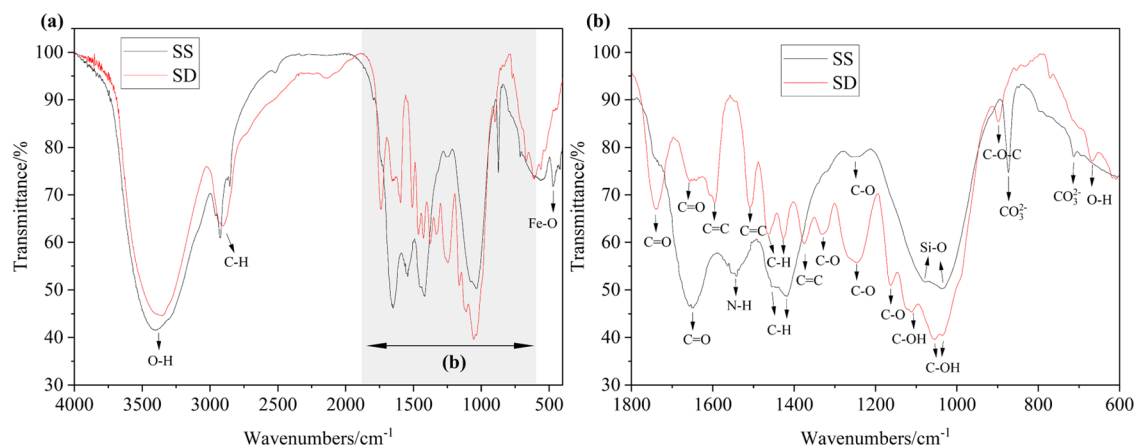 (a)
SS
SD
O-H
C-H
Fe-O
(b)
100
90
80
70
60
50
40
30
4000
3500
3000
2500
2000
1500
1000
500
Transmittance/%
Wavenumbers/cm-1
(b)
SS
SD
C=O
C=O
C=O
C=C
N-H
C=C
C-H
C-H
C=C
C-O
C-O
C-O
C-O
C-OH
C-OH
Si-O
C-O-C
CO₃²⁻
CO₃²⁻
O-H
100
90
80
70
60
50
40
30
1800
1600
1400
1200
1000
800
600
Transmittance/%
Wavenumbers/cm-1